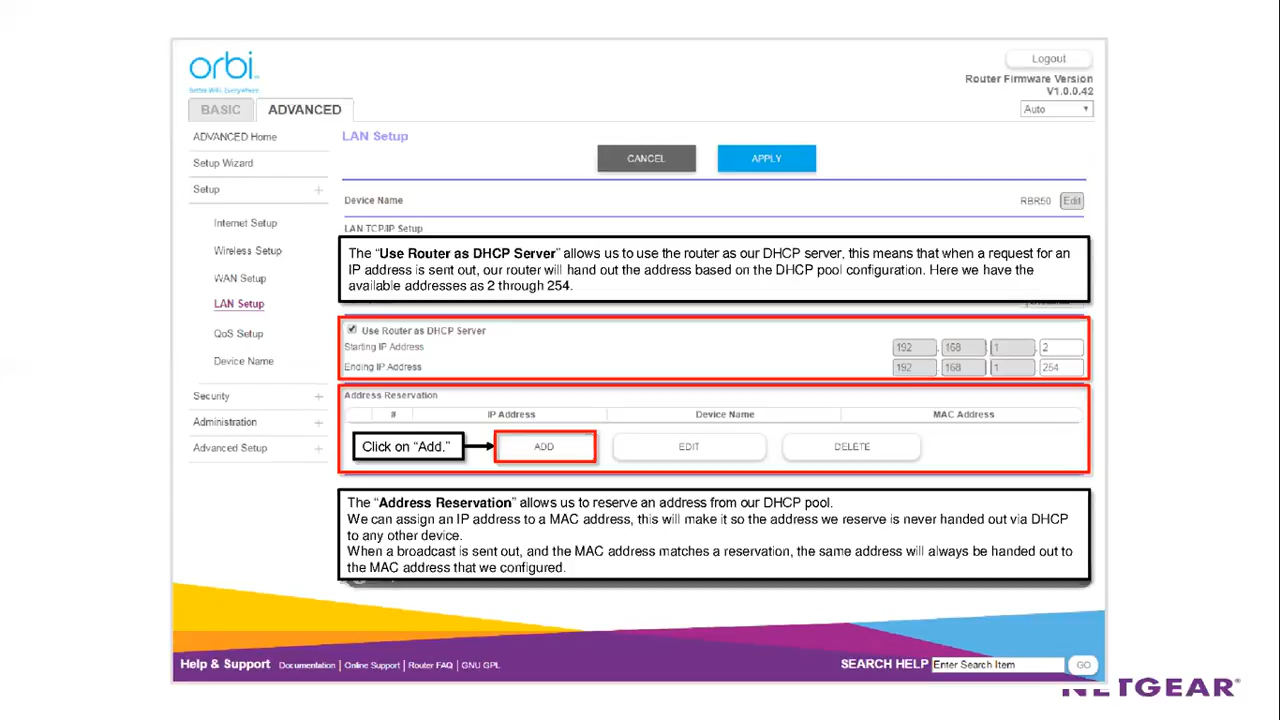 orbi
Better WiFi. Everywhere.
Logout
Router Firmware Version
V1.0.0.42
BASIC
ADVANCED
Auto
ADVANCED Home
Setup Wizard
Setup
Internet Setup
Wireless Setup
WAN Setup
LAN Setup
QoS Setup
Device Name
Security
Administration
Advanced Setup
LAN Setup
CANCEL
APPLY
Device Name
RBR50
Edit
LAN TCP/IP Setup
The “Use Router as DHCP Server” allows us to use the router as our DHCP server, this means that when a request for an
IP address is sent out, our router will hand out the address based on the DHCP pool configuration. Here we have the
available addresses as 2 through 254.
Use Router as DHCP Server
Starting IP Address
192 . 168 . 1 . 2
Ending IP Address
192 . 168 . 1 . 254
Address Reservation
# IP Address Device Name MAC Address
Click on “Add.”
ADD
EDIT
DELETE
The “Address Reservation” allows us to reserve an address from our DHCP pool.
We can assign an IP address to a MAC address, this will make it so the address we reserve is never handed out via DHCP
to any other device.
When a broadcast is sent out, and the MAC address matches a reservation, the same address will always be handed out to
the MAC address that we configured.
Help & Support Documentation | Online Support | Router FAQ | GNU GPL
SEARCH HELP Enter Search Item GO
NETGEAR®